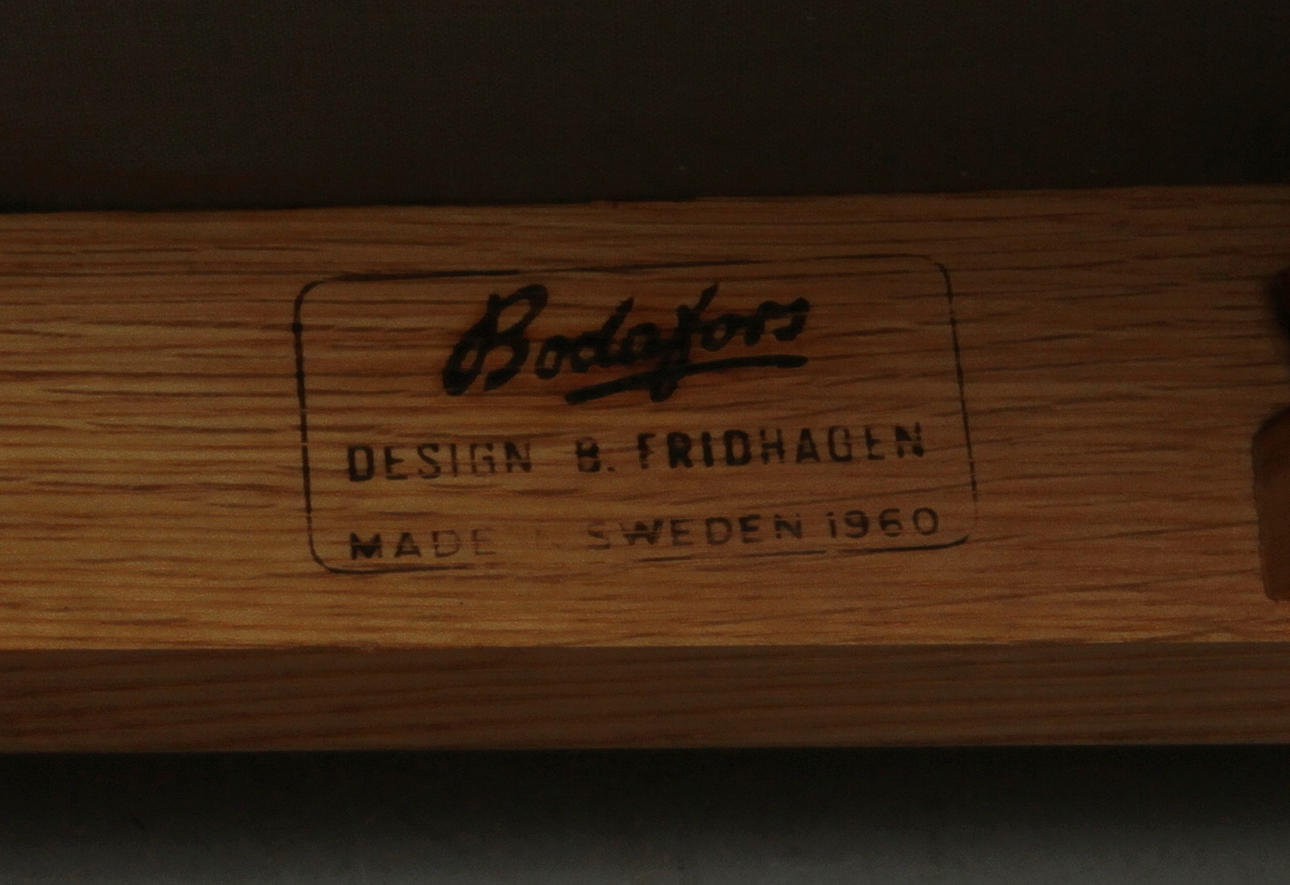 Bodafors
DESIGN B. FRIDHAGEN
MADE SWEDEN 1960